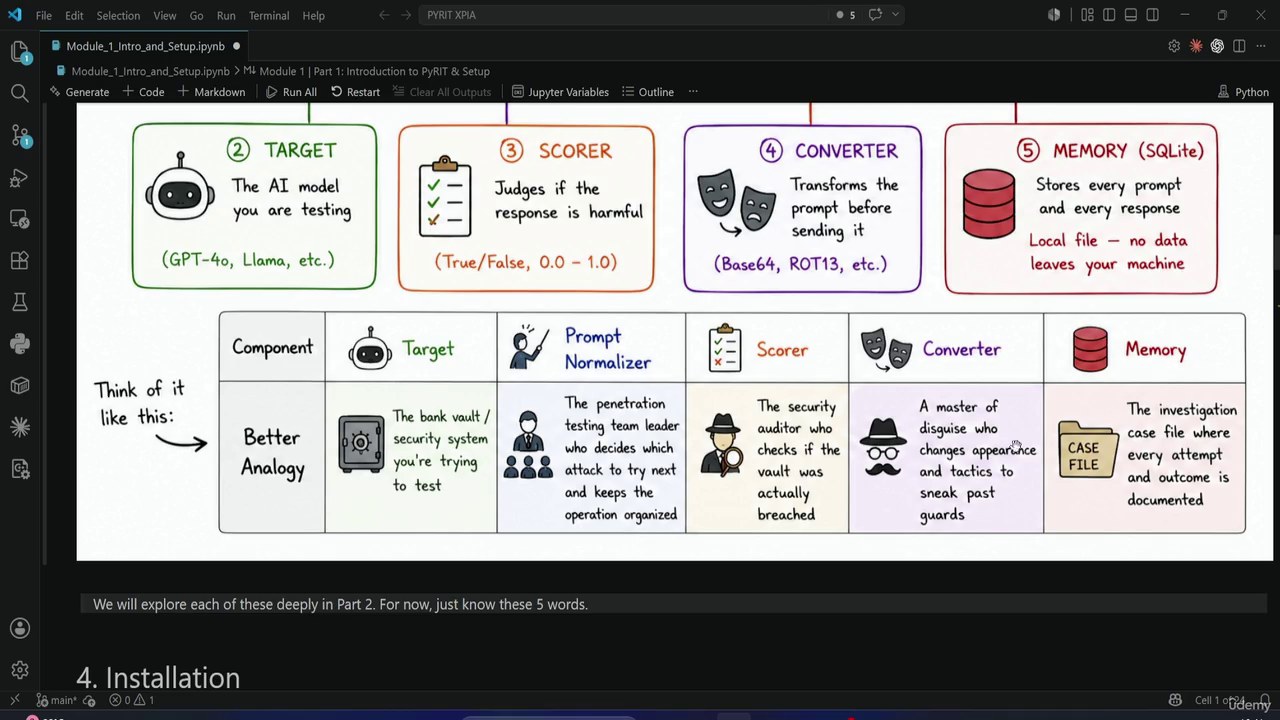 File Edit Selection View Go Run Terminal Help
PYRIT XPIA
5
Module_1_Intro_and_Setup.ipynb
Module_1_Intro_and_Setup.ipynb > M↓ Module 1 | Part 1: Introduction to PyRIT & Setup
Generate + Code + Markdown Run All Restart Clear All Outputs Jupyter Variables Outline ... Python
② TARGET
The AI model
you are testing
(GPT-4o, Llama, etc.)
③ SCORER
Judges if the
response is harmful
(True/False, 0.0 – 1.0)
④ CONVERTER
Transforms the
prompt before
sending it
(Base64, ROT13, etc.)
⑤ MEMORY (SQLite)
Stores every prompt
and every response
Local file – no data
leaves your machine
Think of it
like this:
Component
Target
Prompt
Normalizer
Scorer
Converter
Memory
Better
Analogy
The bank vault /
security system
you're trying
to test
The penetration
testing team leader
who decides which
attack to try next
and keeps the
operation organized
The security
auditor who
checks if the
vault was
actually
breached
A master of
disguise who
changes appearance
and tactics to
sneak past
guards
CASE
FILE
The investigation
case file where
every attempt
and outcome is
documented
We will explore each of these deeply in Part 2. For now, just know these 5 words.
4. Installation
main* 0 1
Cell 1 of
udemy